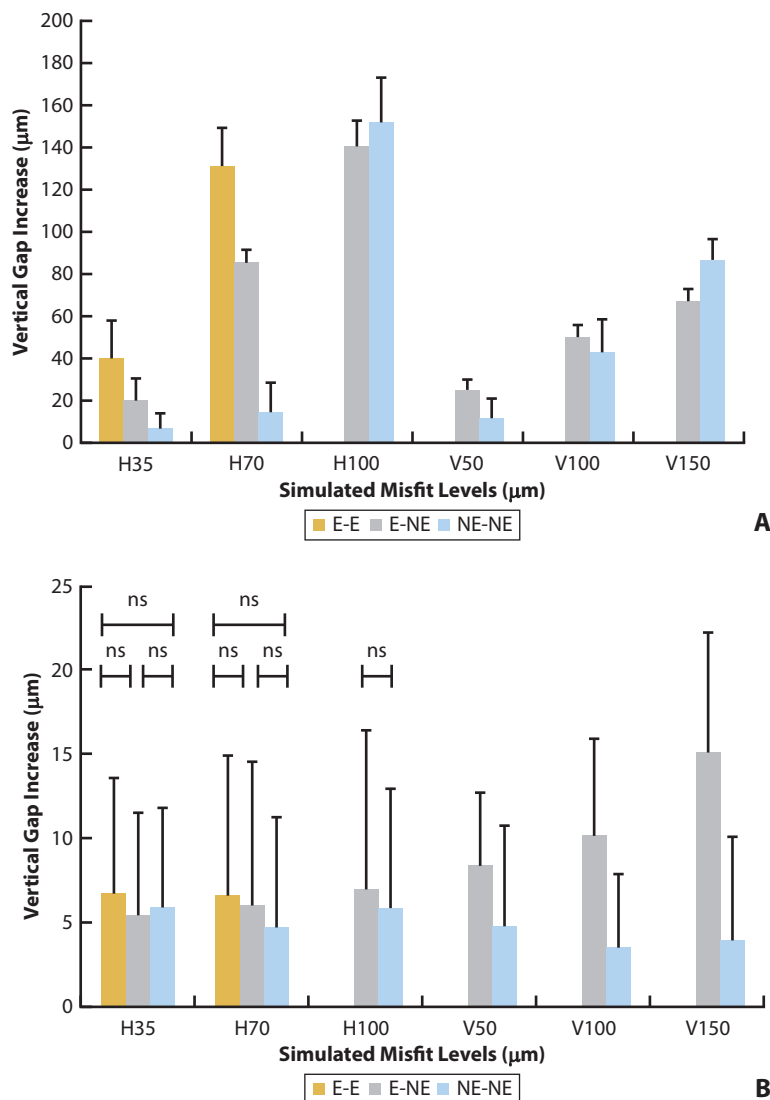 200
180
160
140
120
100
80
60
40
20
0
Vertical Gap Increase (μm)
H35 H70 H100 V50 V100 V150
Simulated Misfit Levels (μm)
E-E E-NE NE-NE
A
25
20
15
10
5
0
Vertical Gap Increase (μm)
ns ns
ns ns ns ns ns
H35 H70 H100 V50 V100 V150
Simulated Misfit Levels (μm)
E-E E-NE NE-NE
B